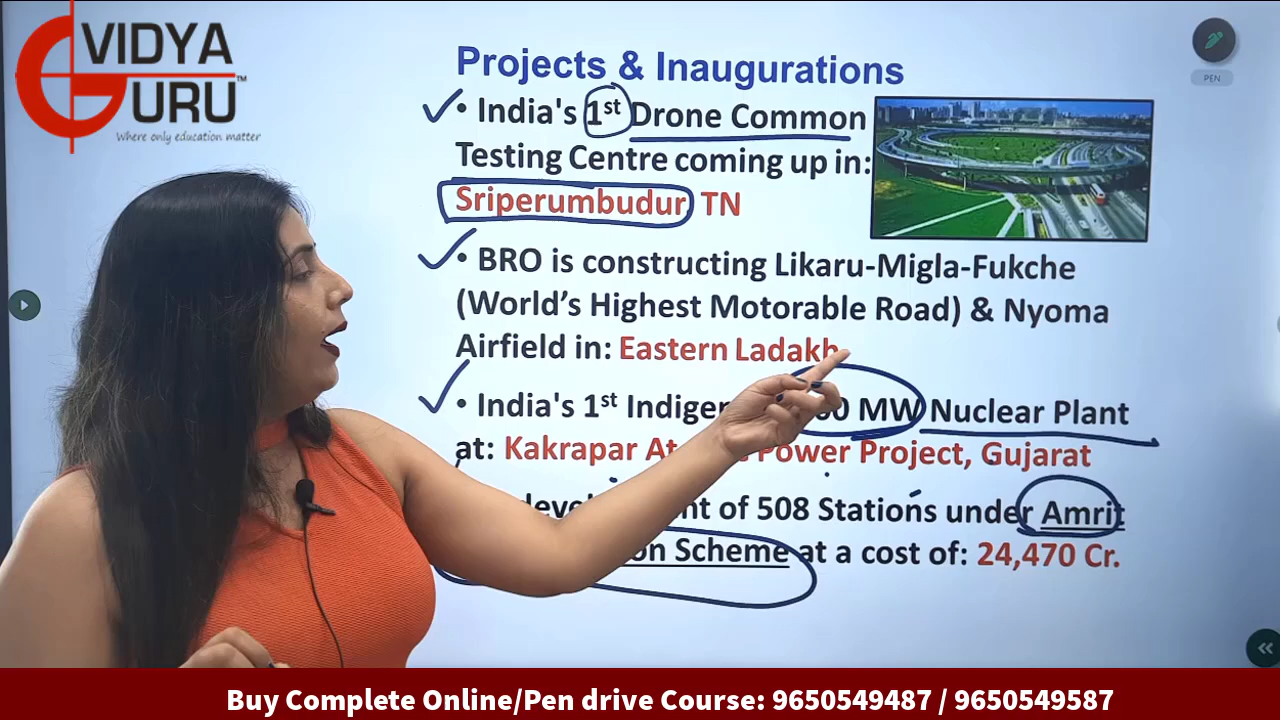 VIDYA
GURU
TM
Where only education matter
Projects & Inaugurations
PEN
• India's 1st Drone Common
Testing Centre coming up in:
Sriperumbudur TN
• BRO is constructing Likaru-Migla-Fukche
(World's Highest Motorable Road) & Nyoma
Airfield in: Eastern Ladakh
• India's 1st 0 MW Nuclear Plant
at: Kakrapar Power Project, Gujarat
of 508 Stations under Amrit
Scheme at a cost of: 24,470 Cr.
Buy Complete Online/Pen drive Course: 9650549487 / 9650549587